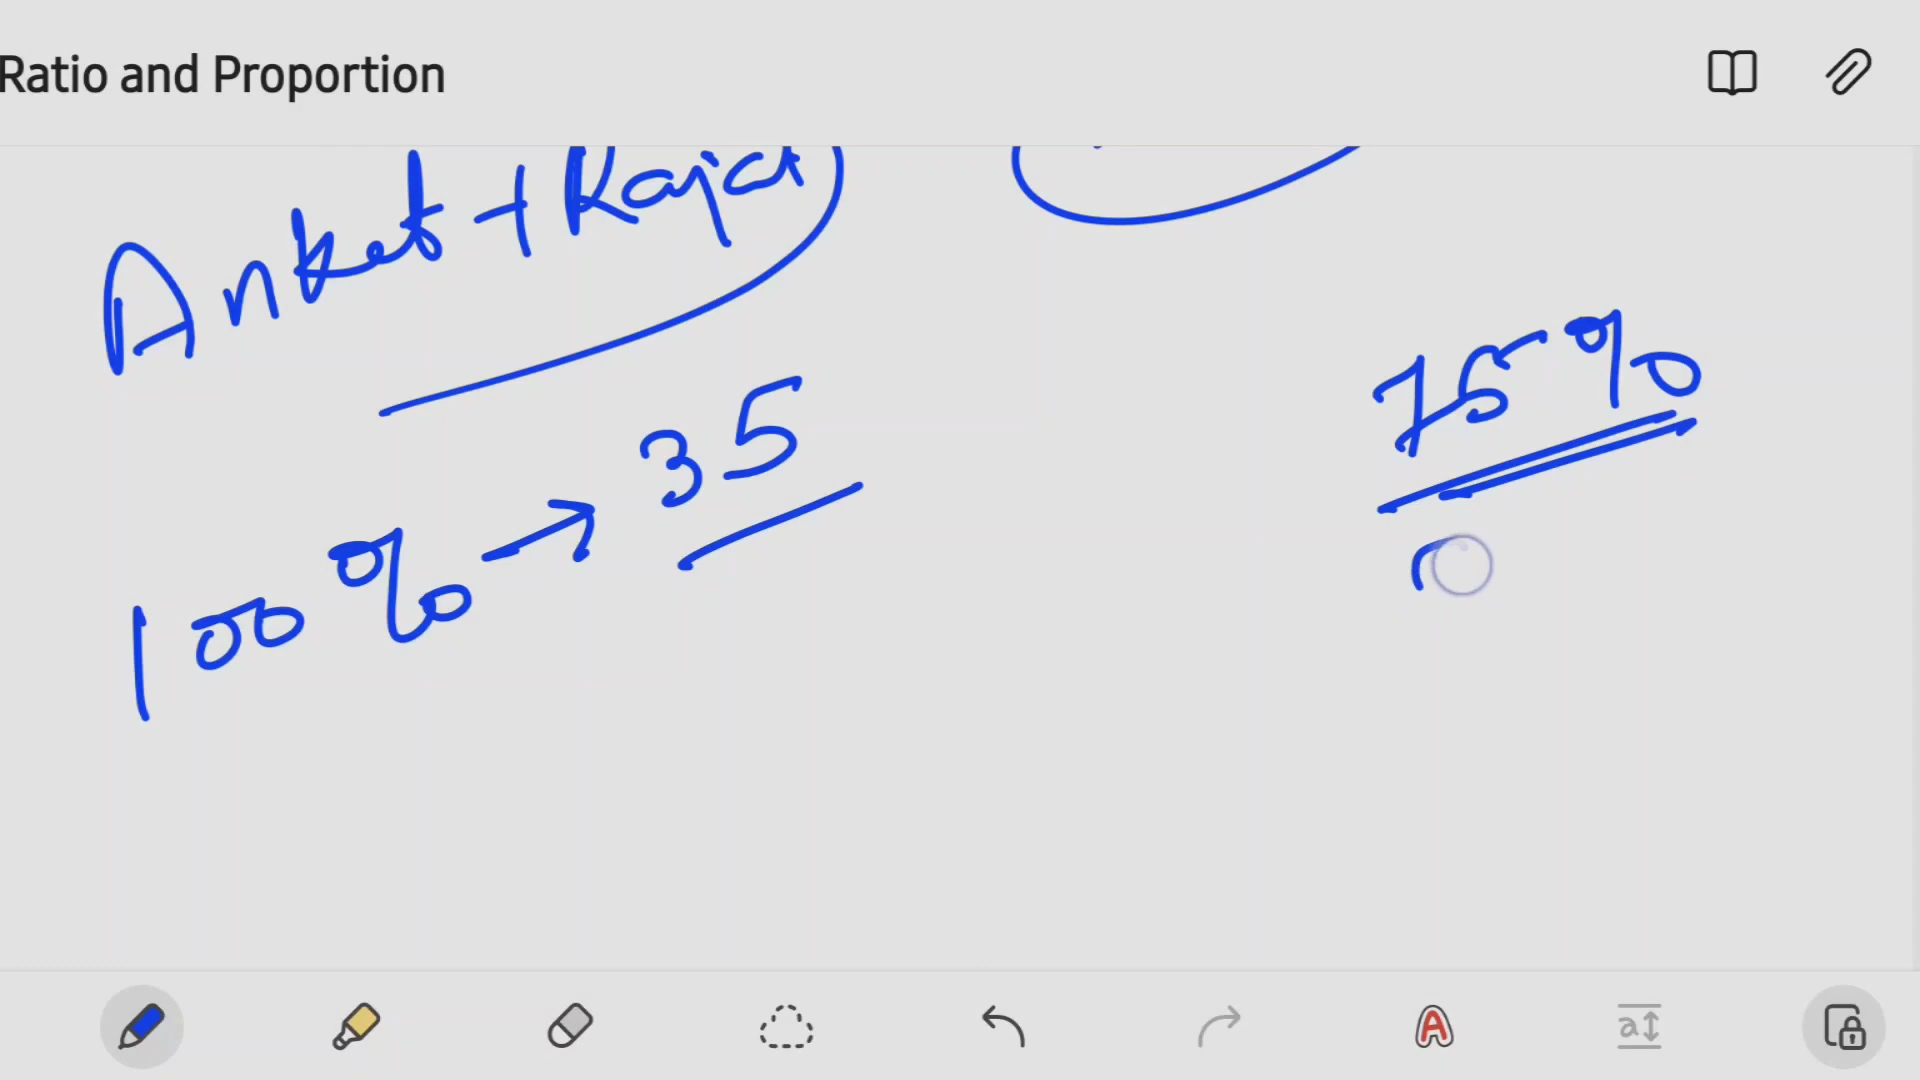 Ratio and Proportion
Anket + Rajat
75%
100% → 35